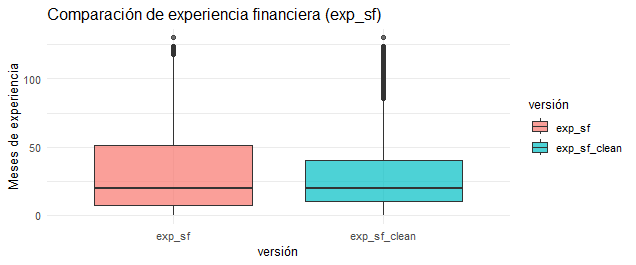 Comparación de experiencia financiera (exp_sf)
Meses de experiencia
100
50
0
exp_sf
exp_sf_clean
versión
versión
exp_sf
exp_sf_clean